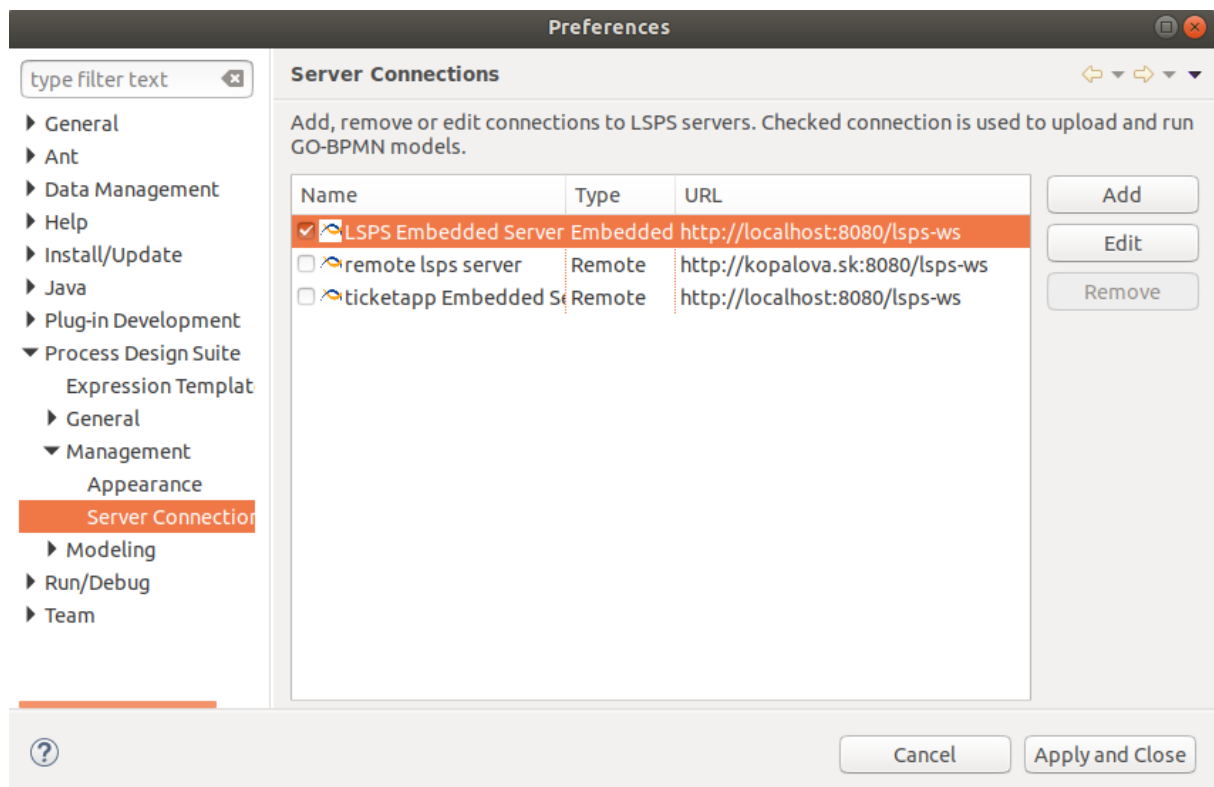 Preferences
type filter text
General
Ant
Data Management
Help
Install/Update
Java
Plug-in Development
Process Design Suite
Expression Templat
General
Management
Appearance
Server Connection
Modeling
Run/Debug
Team
Server Connections
Add, remove or edit connections to LSPS servers. Checked connection is used to upload and run
GO-BPMN models.
Name Type URL
LSPS Embedded Server Embedded http://localhost:8080/lsps-ws
remote lsps server Remote http://kopalova.sk:8080/lsps-ws
ticketapp Embedded Se Remote http://localhost:8080/lsps-ws
Add
Edit
Remove
?
Cancel
Apply and Close